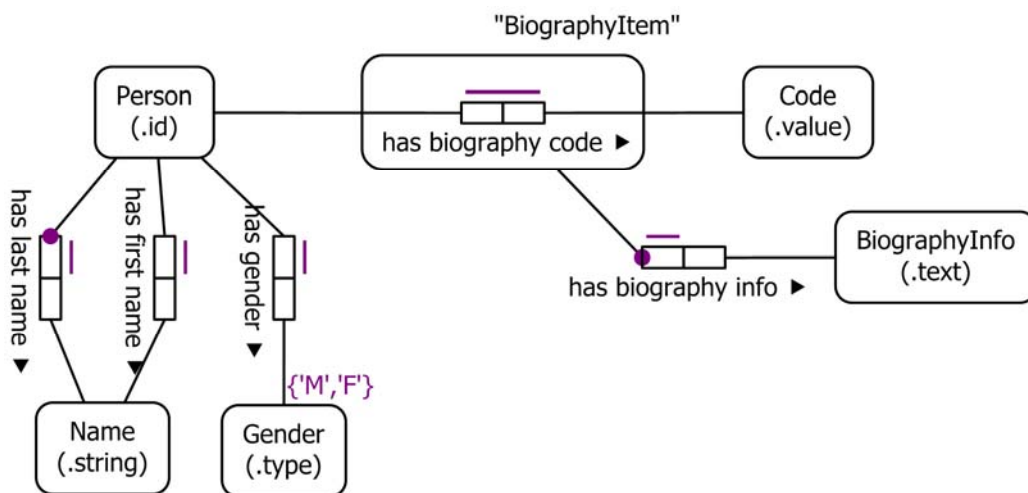 "BiographyItem"
Person
(.id)
has biography code ►
Code
(.value)
has last name ►
has first name ►
has gender ►
has biography info ►
BiographyInfo
(.text)
{'M','F'}
Name
(.string)
Gender
(.type)